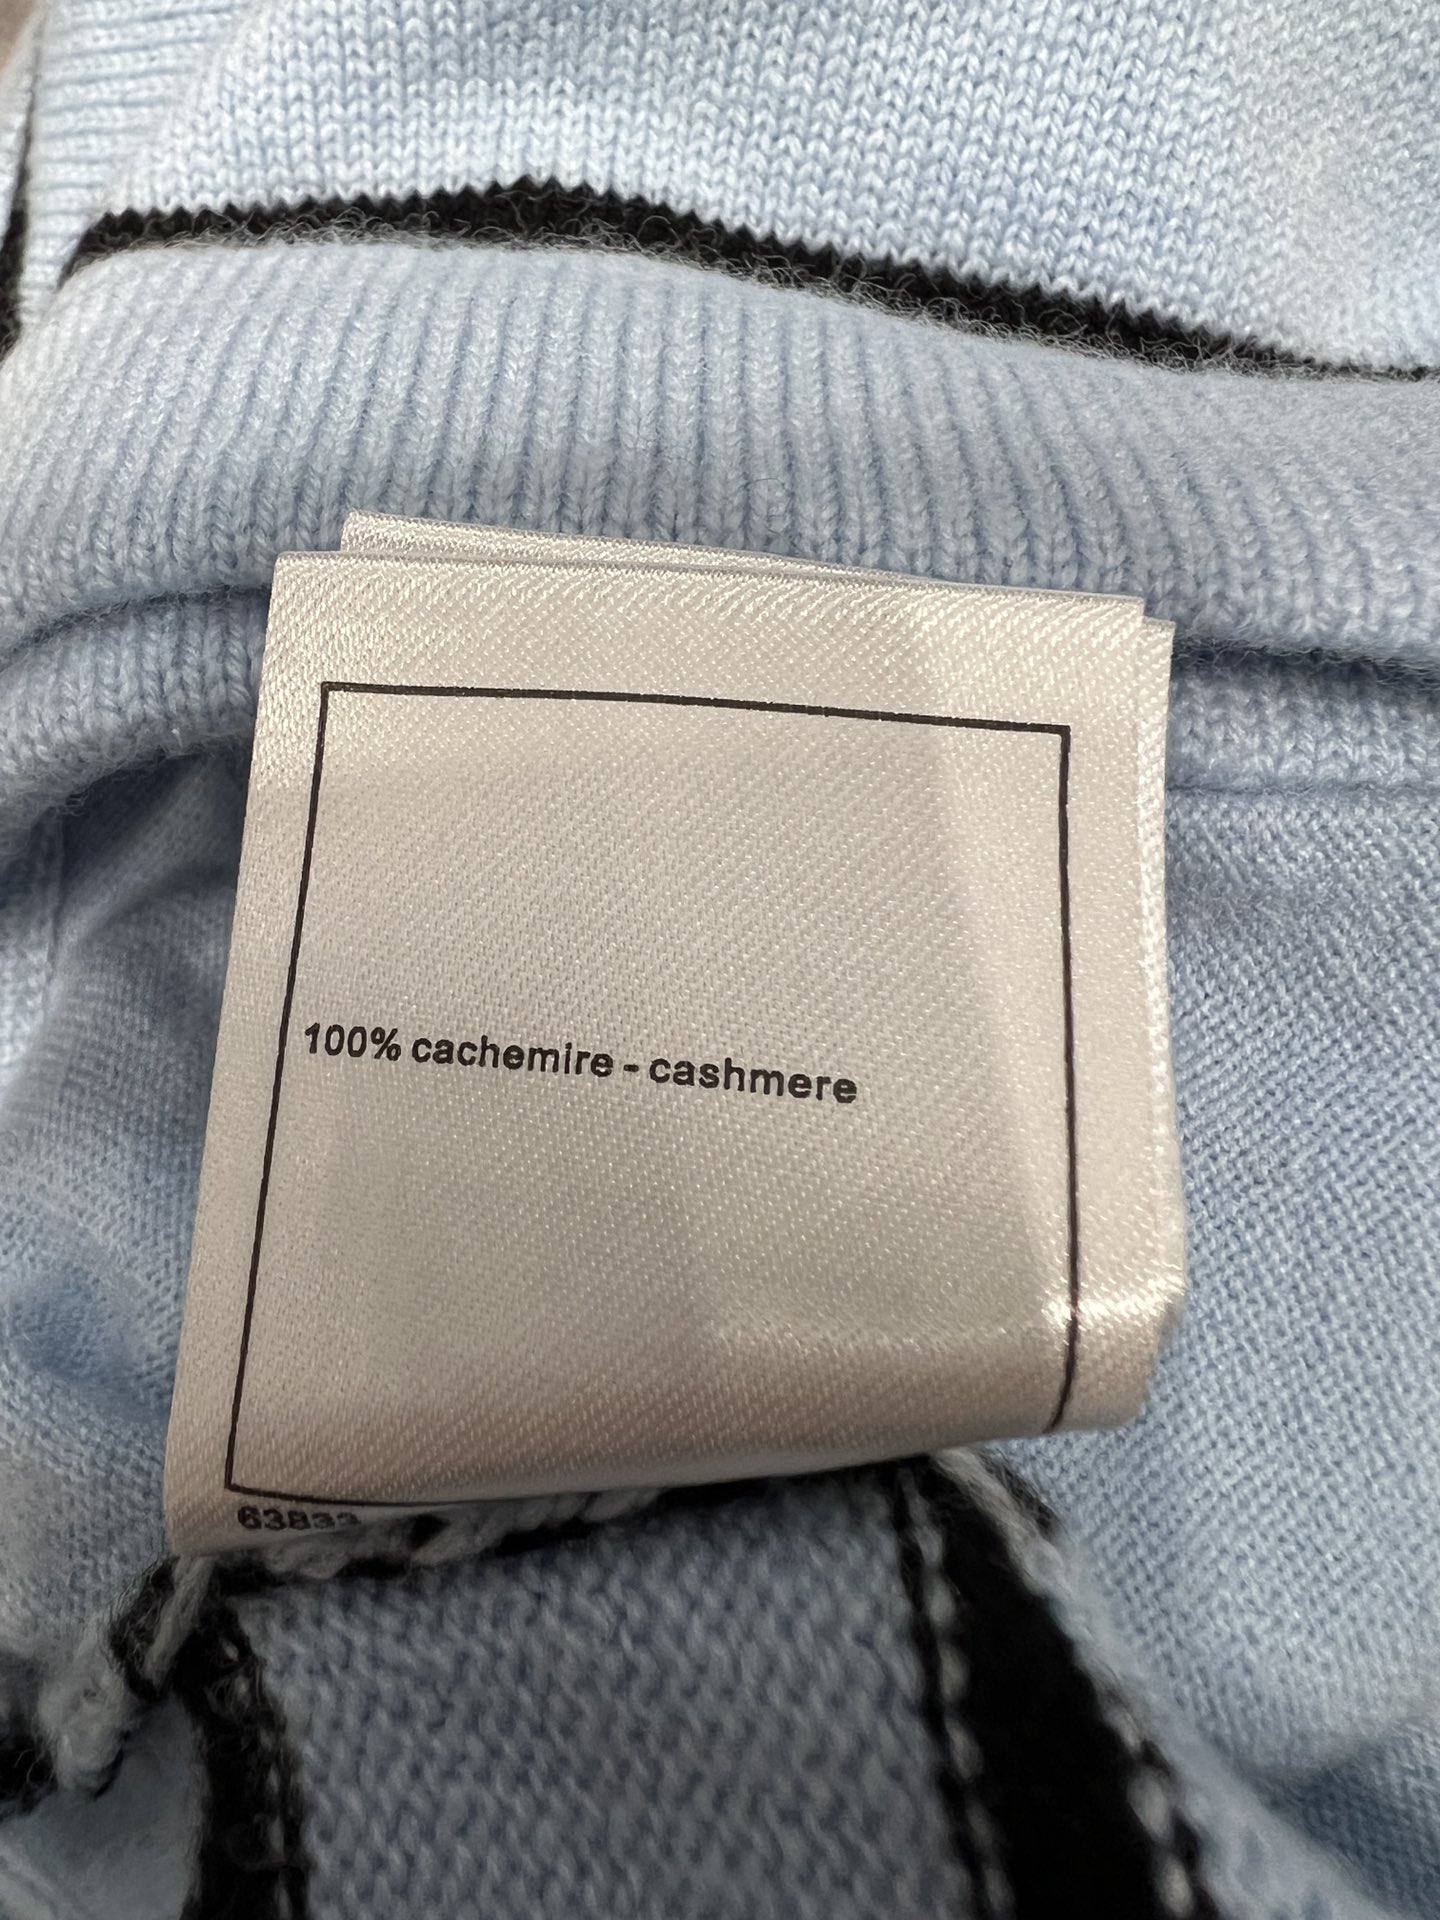 100% cachemire - cashmere